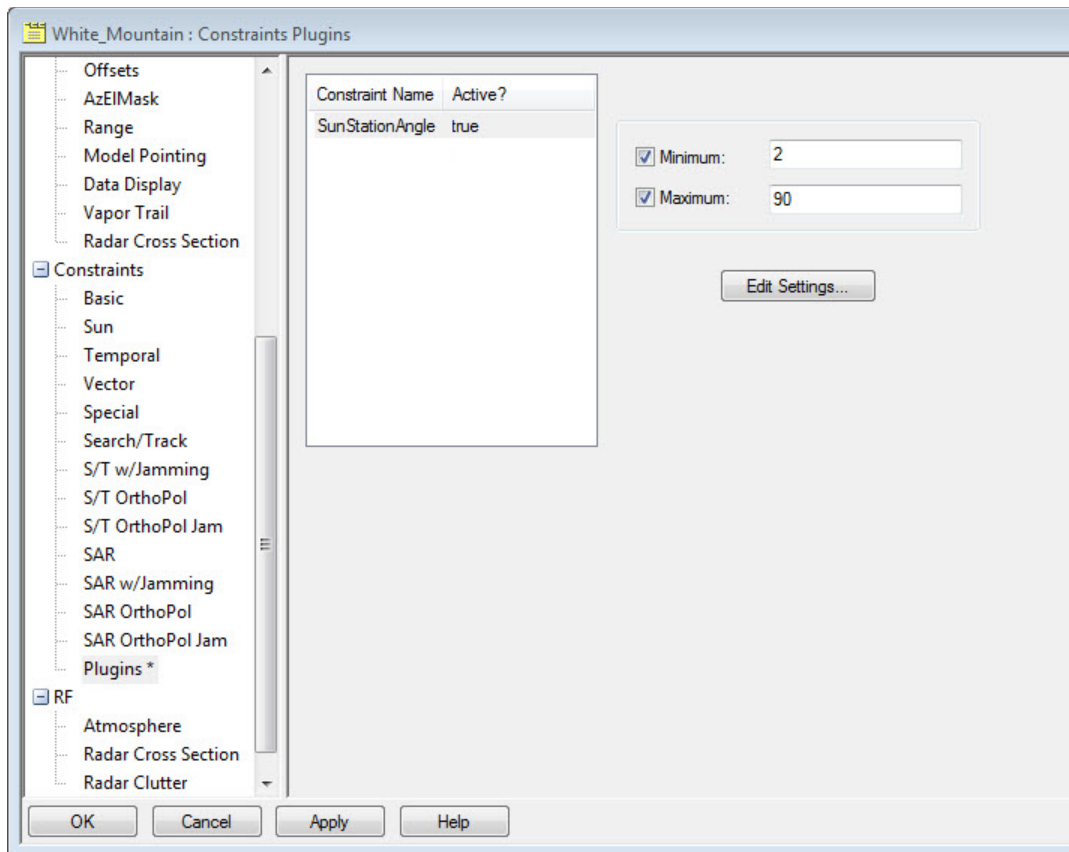 White_Mountain : Constraints Plugins
Offsets
AzElMask
Range
Model Pointing
Data Display
Vapor Trail
Radar Cross Section
Constraints
Basic
Sun
Temporal
Vector
Special
Search/Track
S/T w/Jamming
S/T OrthoPol
S/T OrthoPol Jam
SAR
SAR w/Jamming
SAR OrthoPol
SAR OrthoPol Jam
Plugins *
RF
Atmosphere
Radar Cross Section
Radar Clutter
Constraint Name Active?
SunStationAngle true
Minimum: 2
Maximum: 90
Edit Settings...
OK Cancel Apply Help